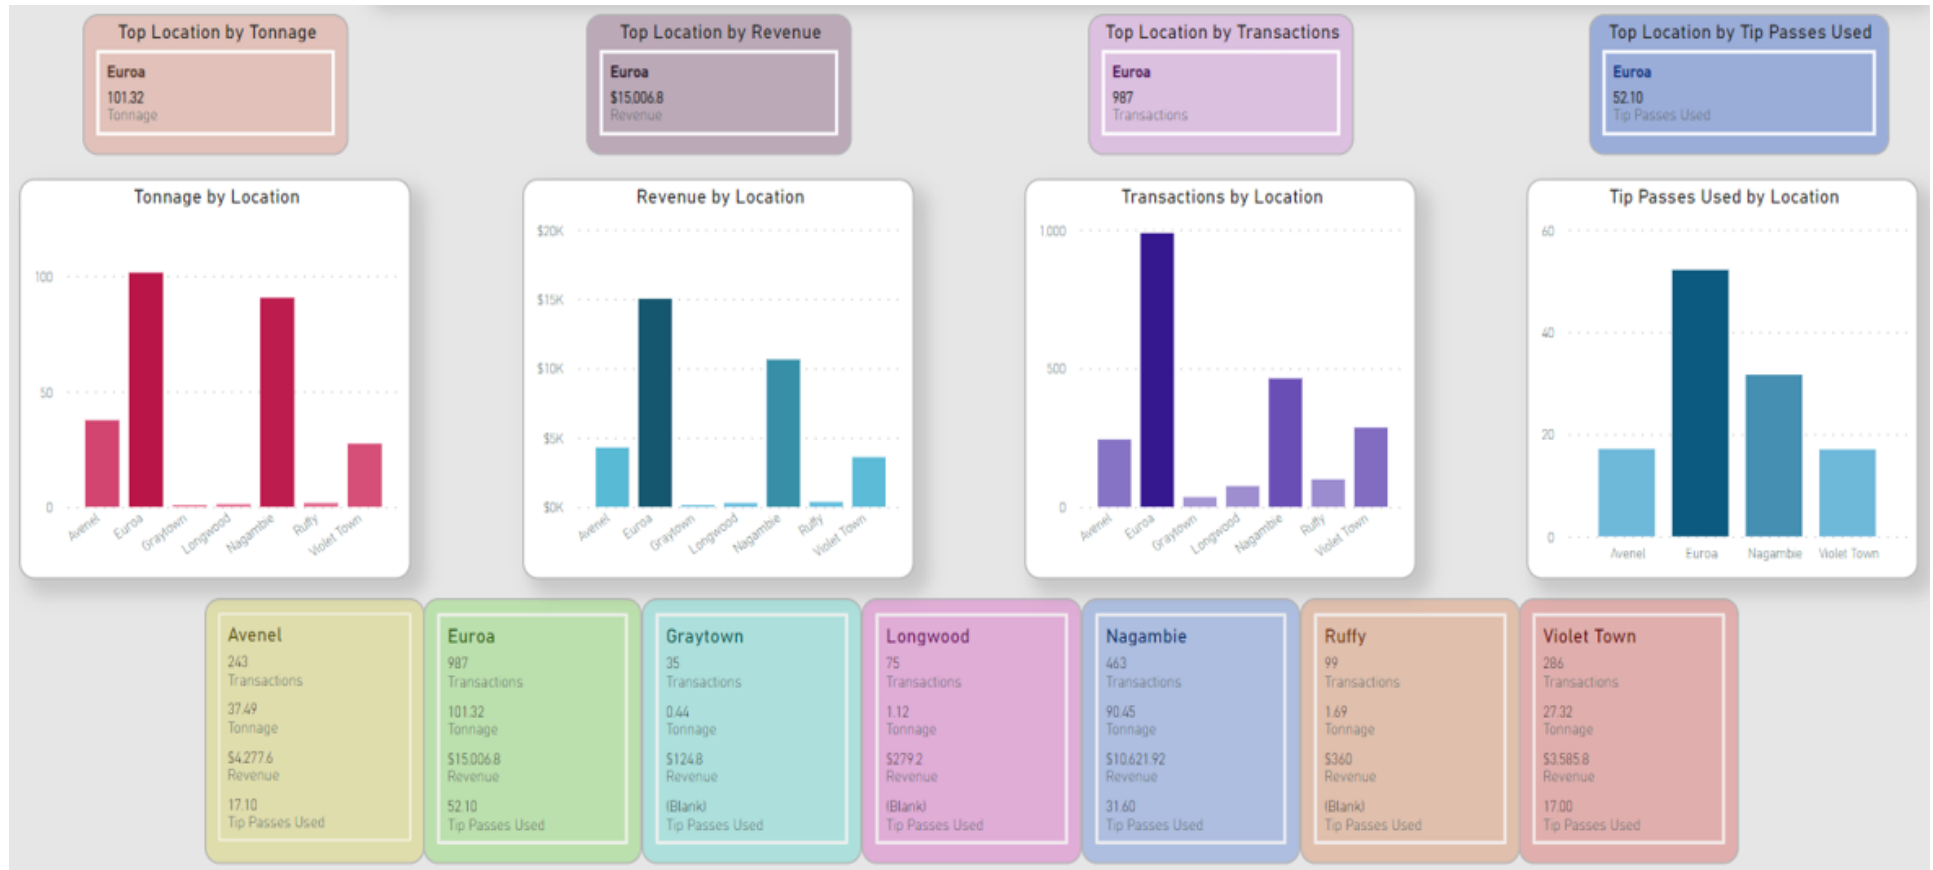 Top Location by Tonnage
Euroa
101.32
Tonnage
Top Location by Revenue
Euroa
$15,006.8
Revenue
Top Location by Transactions
Euroa
987
Transactions
Top Location by Tip Passes Used
Euroa
52.10
Tip Passes Used
Tonnage by Location
100
50
0
Avenel
Euroa
Graytown
Longwood
Nagambie
Ruffy
Violet Town
Revenue by Location
$20K
$15K
$10K
$5K
$0K
Avenel
Euroa
Graytown
Longwood
Nagambie
Ruffy
Violet Town
Transactions by Location
1,000
500
0
Avenel
Euroa
Graytown
Longwood
Nagambie
Ruffy
Violet Town
Tip Passes Used by Location
60
40
20
0
Avenel
Euroa
Nagambie
Violet Town
Avenel
243
Transactions
37.49
Tonnage
$4,277.6
Revenue
17.10
Tip Passes Used
Euroa
987
Transactions
101.32
Tonnage
$15,006.8
Revenue
52.10
Tip Passes Used
Graytown
35
Transactions
0.44
Tonnage
$124.8
Revenue
(Blank)
Tip Passes Used
Longwood
75
Transactions
1.12
Tonnage
$279.2
Revenue
(Blank)
Tip Passes Used
Nagambie
463
Transactions
90.45
Tonnage
$10,621.92
Revenue
31.60
Tip Passes Used
Ruffy
99
Transactions
1.69
Tonnage
$360
Revenue
(Blank)
Tip Passes Used
Violet Town
286
Transactions
27.32
Tonnage
$3,585.8
Revenue
17.00
Tip Passes Used